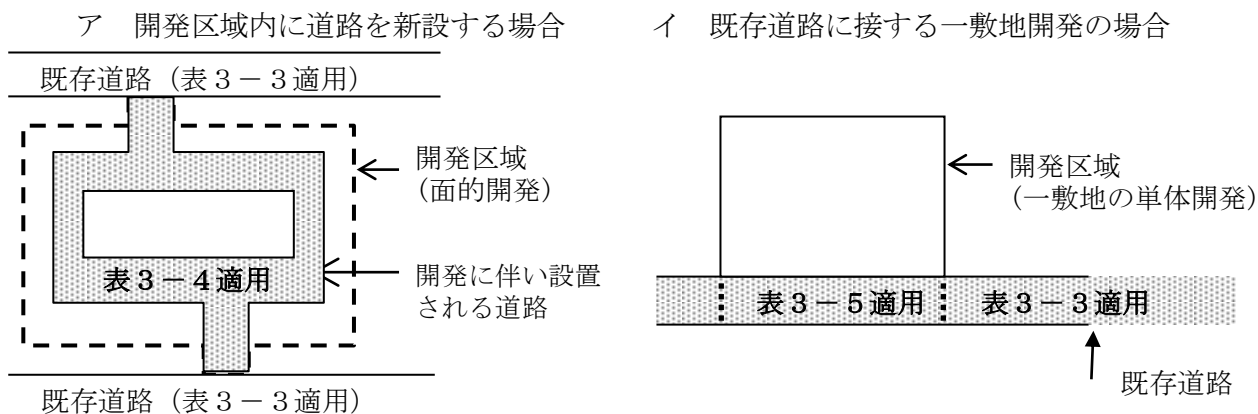 ア 開発区域内に道路を新設する場合
既存道路（表３－３適用）
開発区域
（面的開発）
表３－４適用
開発に伴い設置
される道路
既存道路（表３－３適用）
イ 既存道路に接する一敷地開発の場合
開発区域
（一敷地の単体開発）
表３－５適用
表３－３適用
既存道路